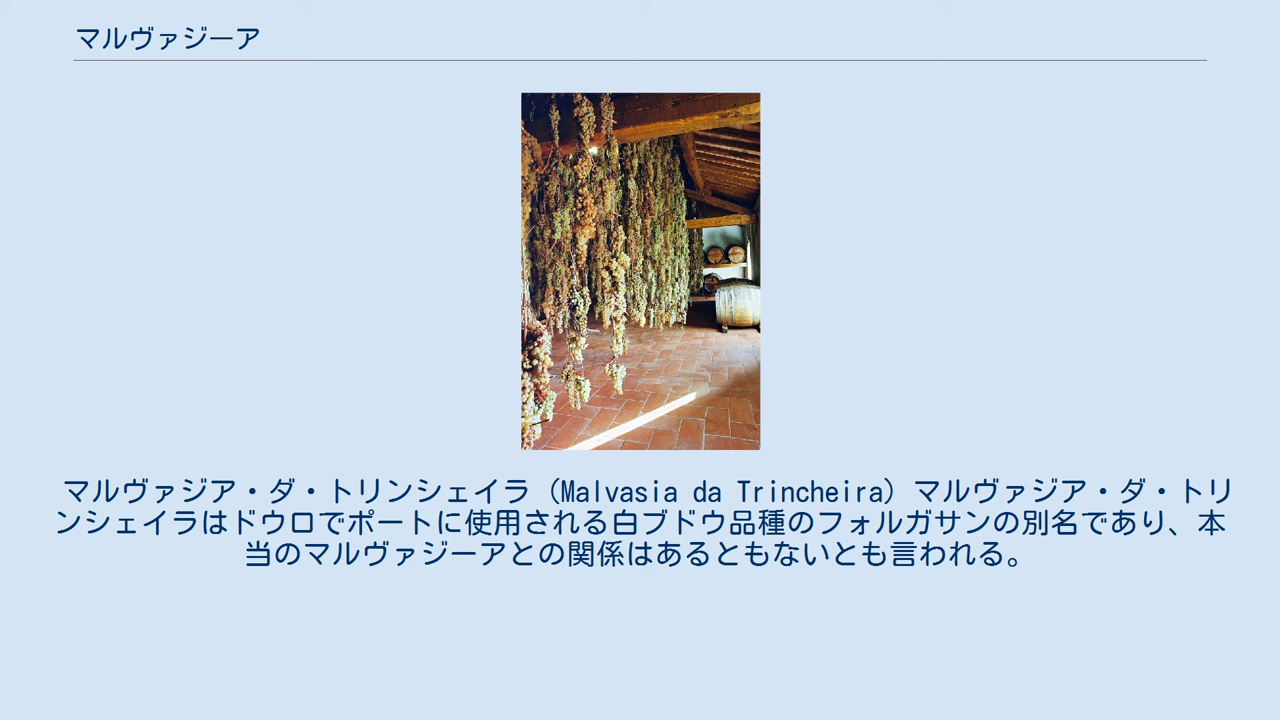 マルヴァジーア
マルヴァジア・ダ・トリンシェイラ（Malvasia da Trincheira）マルヴァジア・ダ・トリ
ンシェイラはドウロでポートに使用される白ブドウ品種のフォルガサンの別名であり、本
当のマルヴァジーアとの関係はあるともないとも言われる。